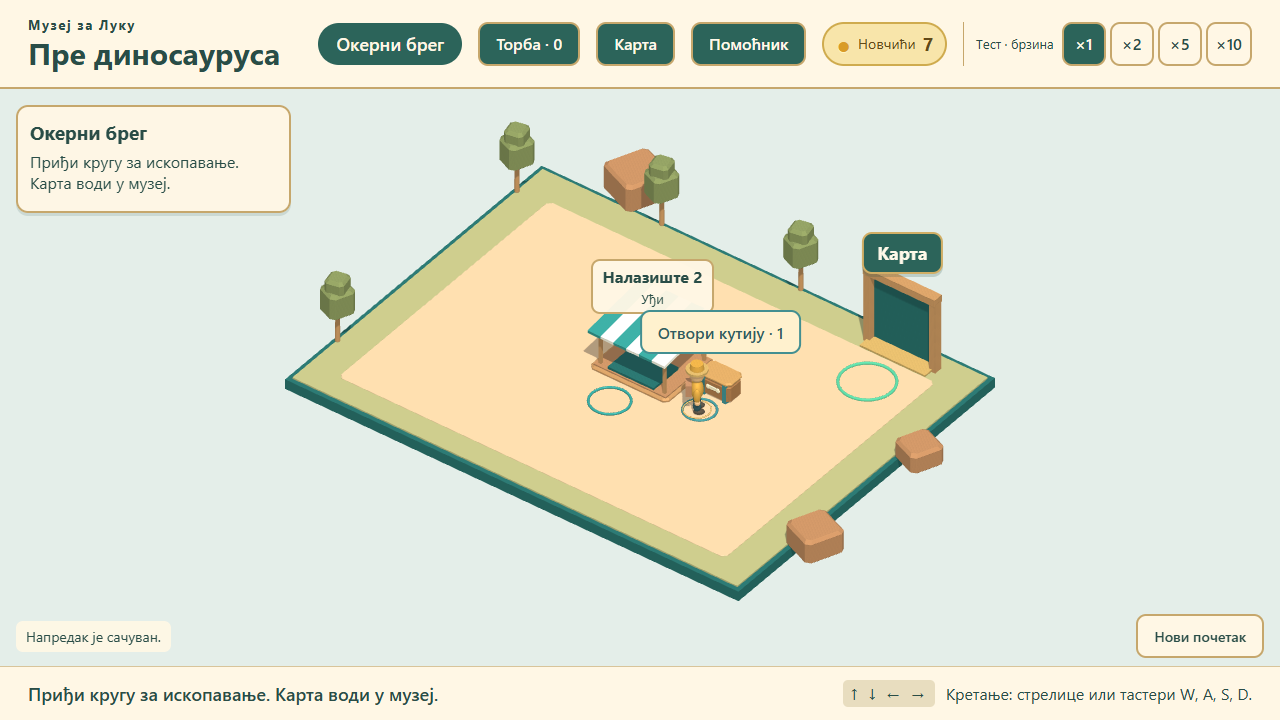 Музеј за Луку
Пре диносауруса
Окерни брег
Торба · 0
Карта
Помоћник
Новчићи 7
Тест · брзина
×1
×2
×5
×10
Окерни брег
Приђи кругу за ископавање.
Карта води у музеј.
Карта
Налазиште 2
Уђи
Отвори кутију · 1
Напредак је сачуван.
Нови почетак
Приђи кругу за ископавање. Карта води у музеј.
↑ ↓ ← → Кретање: стрелице или тастери W, A, S, D.